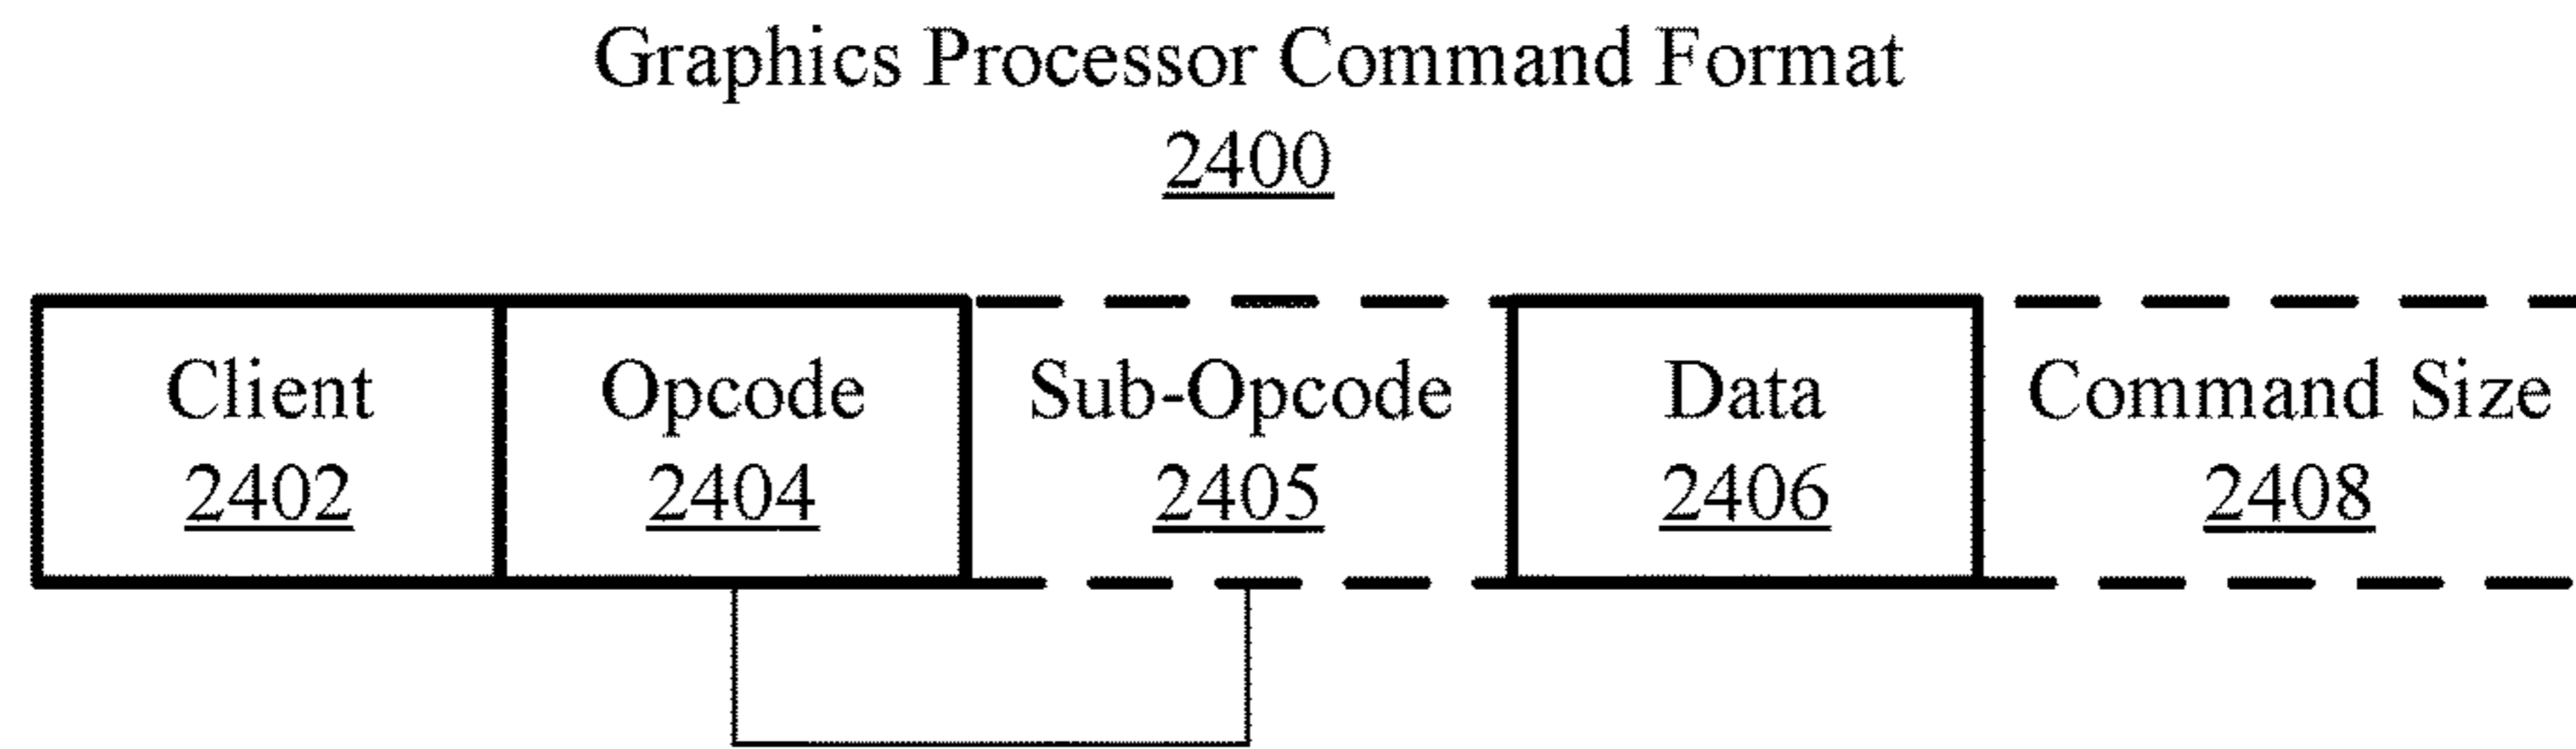 Graphics Processor Command Format
2400
Client Opcode Sub-Opcode Data Command Size
2402 2404 2405 2406 2408